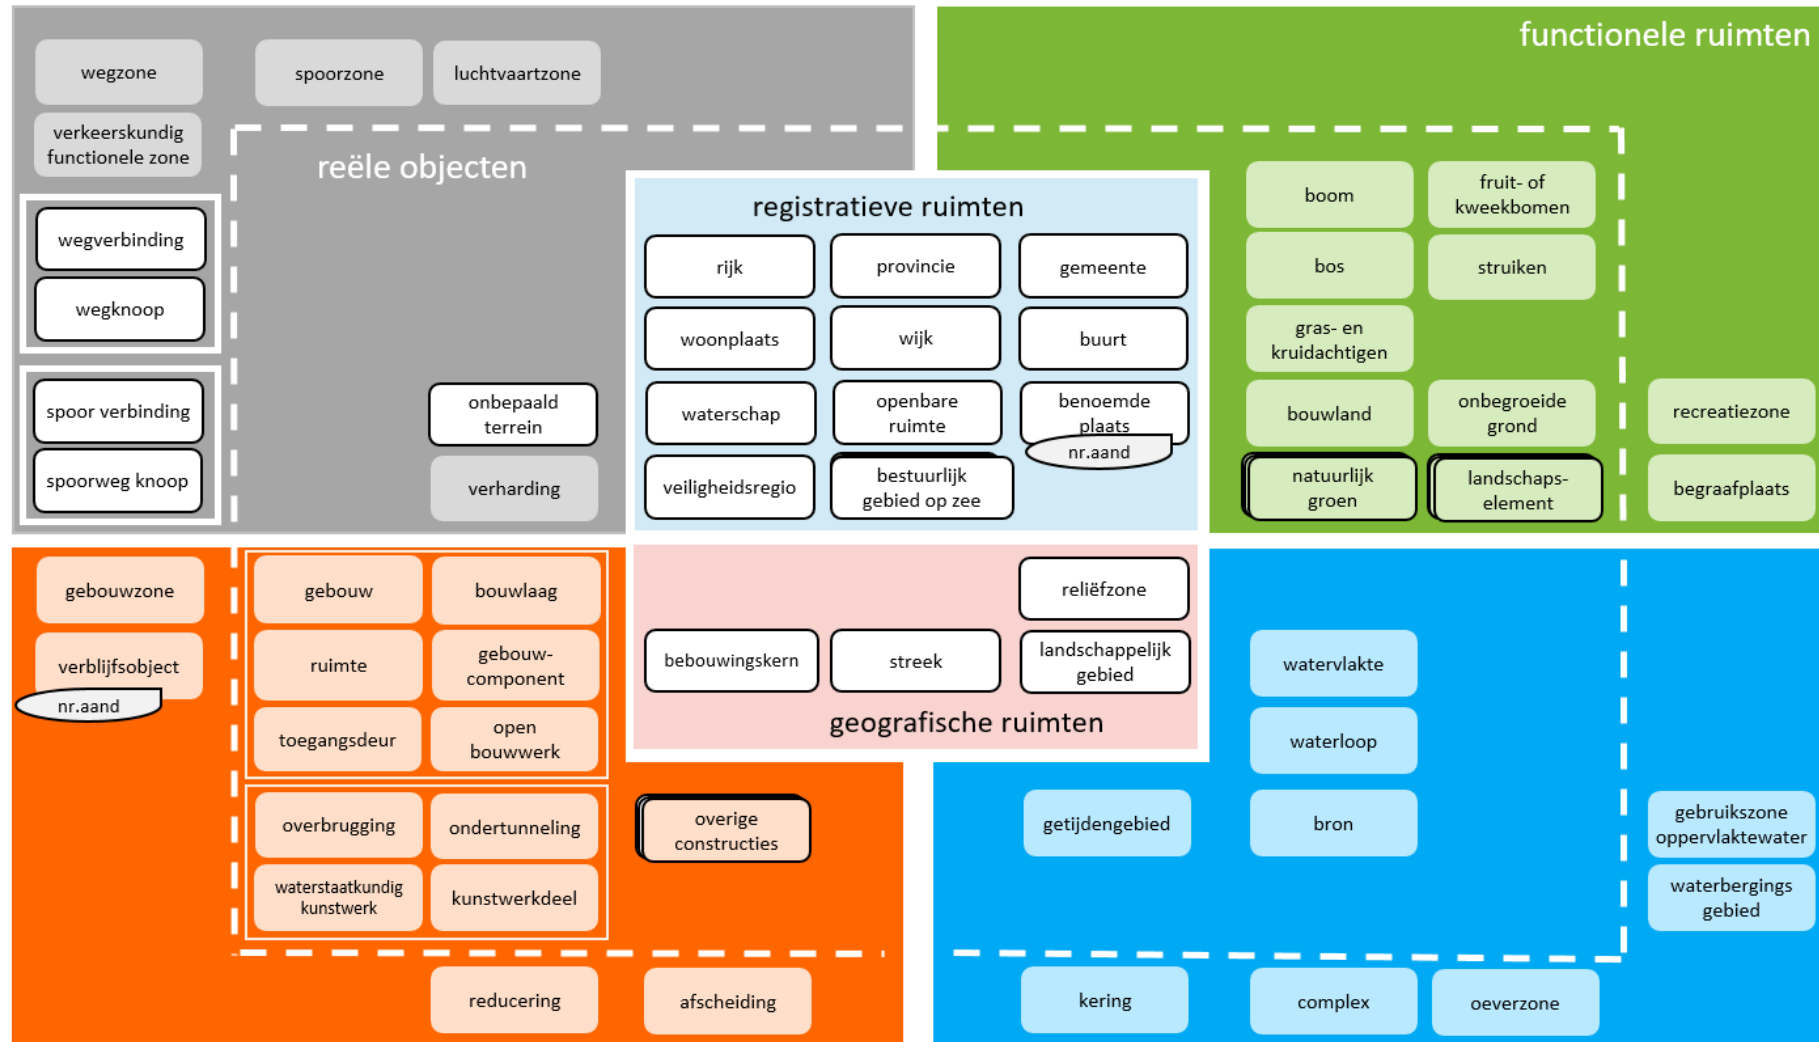 functionele ruimten
wegzone
spoorzone
luchtvaartzone
verkeerskundig
functionele zone
reële objecten
wegverbinding
wegknoop
spoor verbinding
spoorweg knoop
onbepaald
terrein
verharding
registratieve ruimten
rijk
provincie
gemeente
woonplaats
wijk
buurt
waterschap
openbare
ruimte
benoemde
plaats
nr.aand
veiligheidsregio
bestuurlijk
gebied op zee
boom
fruit- of
kweekbomen
bos
struiken
gras- en
kruidachtigen
bouwland
onbegroeide
grond
natuurlijk
groen
landschaps-
element
recreatiezone
begraafplaats
gebouwzone
verblijfsobject
nr.aand
gebouw
bouwlaag
ruimte
gebouw-
component
toegangsdeur
open
bouwwerk
overbrugging
ondertunneling
waterstaatkundig
kunstwerk
kunstwerkdeel
overige
constructies
reducering
afscheiding
reliëfzone
bebouwingskern
streek
landschappelijk
gebied
geografische ruimten
watervlakte
waterloop
getijdengebied
bron
gebruikszone
oppervlaktewater
waterbergings
gebied
kering
complex
oeverzone